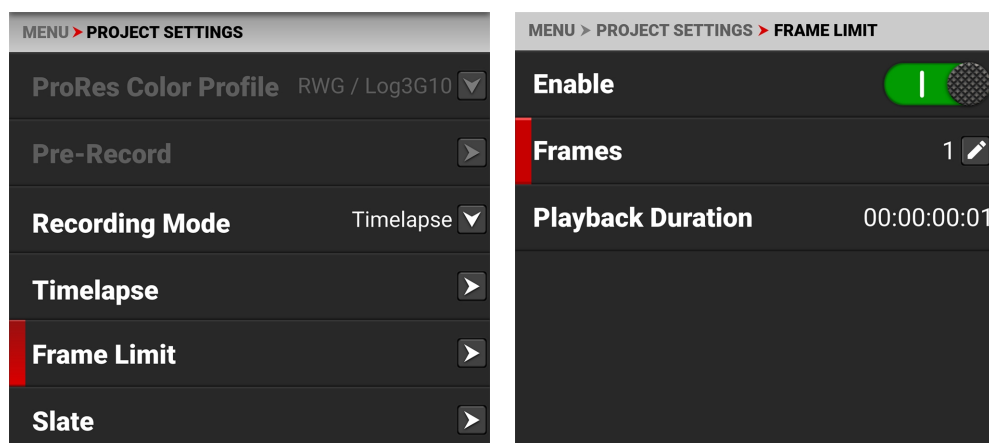 MENU > PROJECT SETTINGS
ProRes Color Profile RWG / Log3G10
Pre-Record
Recording Mode Timelapse
Timelapse
Frame Limit
Slate
MENU > PROJECT SETTINGS > FRAME LIMIT
Enable
Frames 1
Playback Duration 00:00:00:01